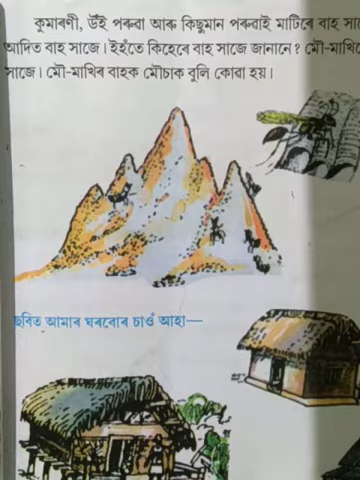 কুমাৰণী, উঁই পৰুৱা আৰু কিছুমান পৰুৱাই মাটিৰে বাহ
আদিত বাহ সাজে। ইহঁতে কিহেৰে বাহ সাজে জানানে? মৌ-মাখিয়ে
সাজে। মৌ-মাখিৰ বাহক মৌচাক বুলি কোৱা হয়।
ছবিত আমাৰ ঘৰবোৰ চাওঁ আহা—